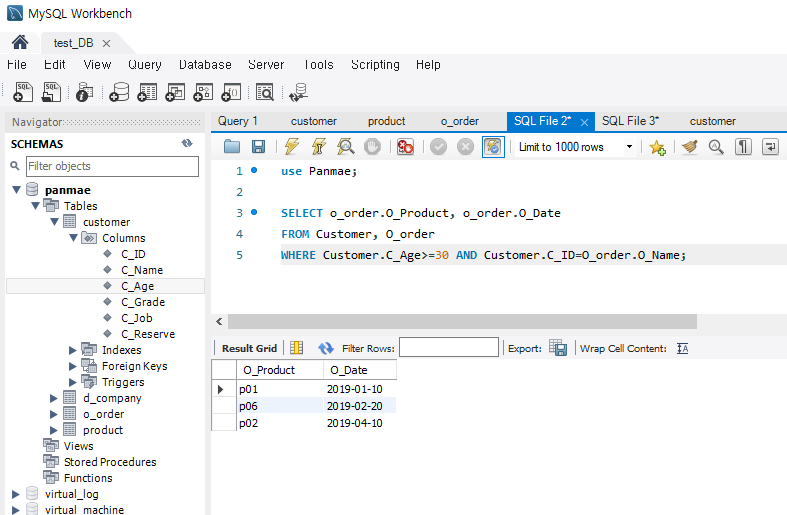 MySQL Workbench
test_DB
File Edit View Query Database Server Tools Scripting Help
Navigator
SCHEMAS
Filter objects
panmae
Tables
customer
Columns
C_ID
C_Name
C_Age
C_Grade
C_Job
C_Reserve
Indexes
Foreign Keys
Triggers
d_company
o_order
product
Views
Stored Procedures
Functions
virtual_log
virtual_machine
Query 1 customer product o_order SQL File 2* SQL File 3* customer
Limit to 1000 rows
1 use Panmae;
2
3 SELECT o_order.O_Product, o_order.O_Date
4 FROM Customer, O_order
5 WHERE Customer.C_Age>=30 AND Customer.C_ID=O_order.O_Name;
Result Grid Filter Rows: Export: Wrap Cell Content:
O_Product O_Date
p01 2019-01-10
p06 2019-02-20
p02 2019-04-10